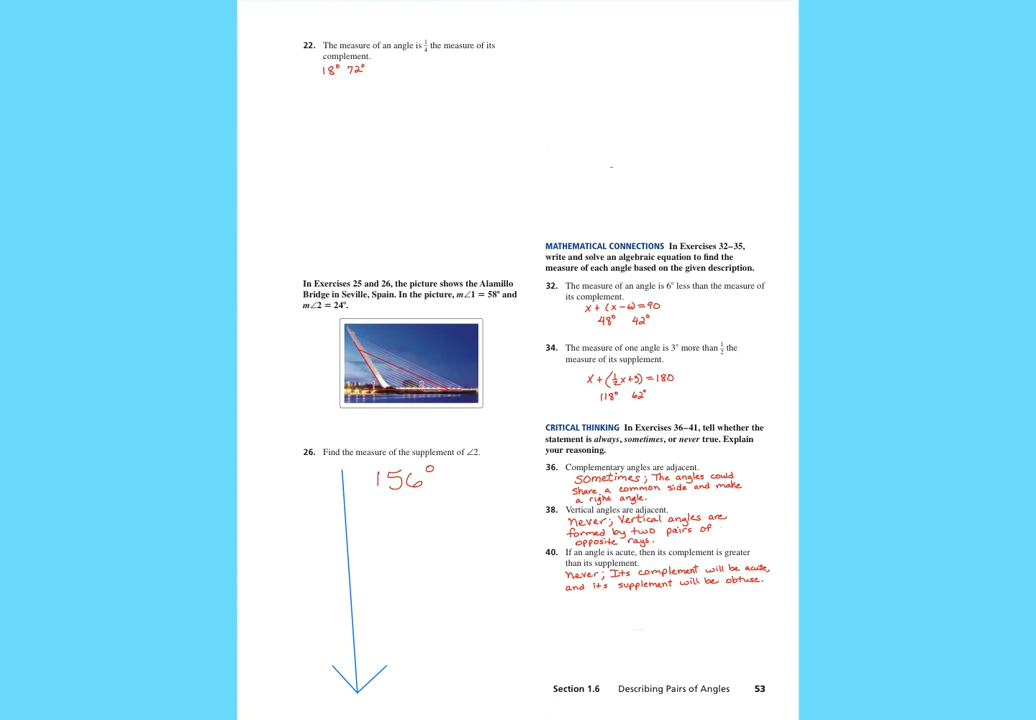 22. The measure of an angle is 1/4 the measure of its
complement.
18° 72°
In Exercises 25 and 26, the picture shows the Alamillo
Bridge in Seville, Spain. In the picture, m∠1 = 58° and
m∠2 = 24°.
26. Find the measure of the supplement of ∠2.
156°
MATHEMATICAL CONNECTIONS In Exercises 32–35,
write and solve an algebraic equation to find the
measure of each angle based on the given description.
32. The measure of an angle is 6° less than the measure of
its complement.
x + (x - 6) = 90
48° 42°
34. The measure of one angle is 3° more than 1/2 the
measure of its supplement.
x + (1/2x + 3) = 180
118° 62°
CRITICAL THINKING In Exercises 36–41, tell whether the
statement is always, sometimes, or never true. Explain
your reasoning.
36. Complementary angles are adjacent.
Sometimes; The angles could
share a common side and make
a right angle.
38. Vertical angles are adjacent.
Never; Vertical angles are
formed by two pairs of
opposite rays.
40. If an angle is acute, then its complement is greater
than its supplement.
never; Its complement will be acute,
and its supplement will be obtuse.
Section 1.6 Describing Pairs of Angles 53